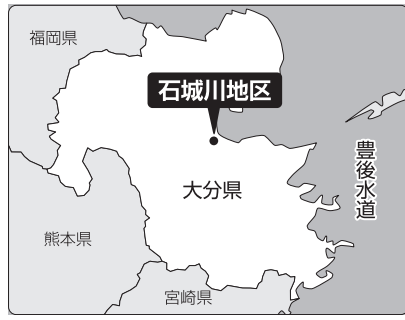 福岡県
石城川地区
豊後水道
大分県
熊本県
宮崎県